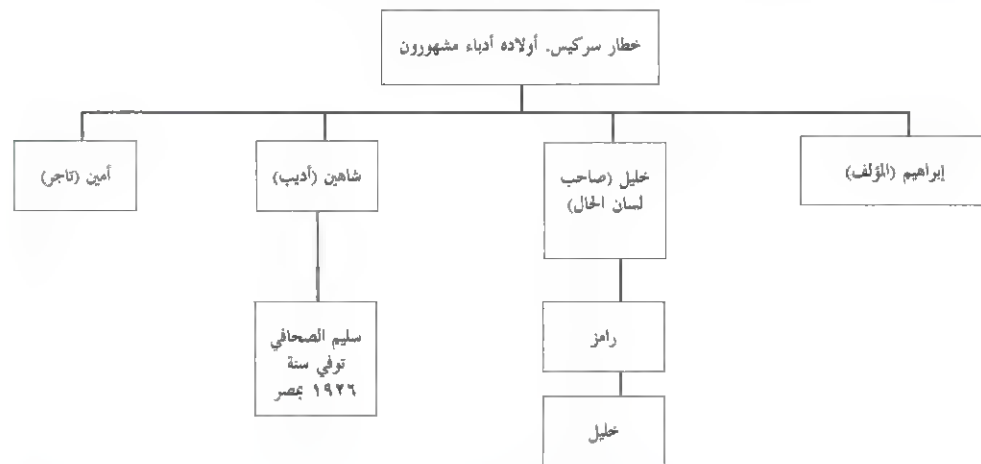 خطار سركيس. أولاده أدباء مشهورون
إبراهيم (المؤلف)
خليل (صاحب
لسان الحال)
شاهين (أديب)
أمين (تاجر)
رامز
سليم الصحافي
توفي سنة
١٩٢٦ بمصر
خليل